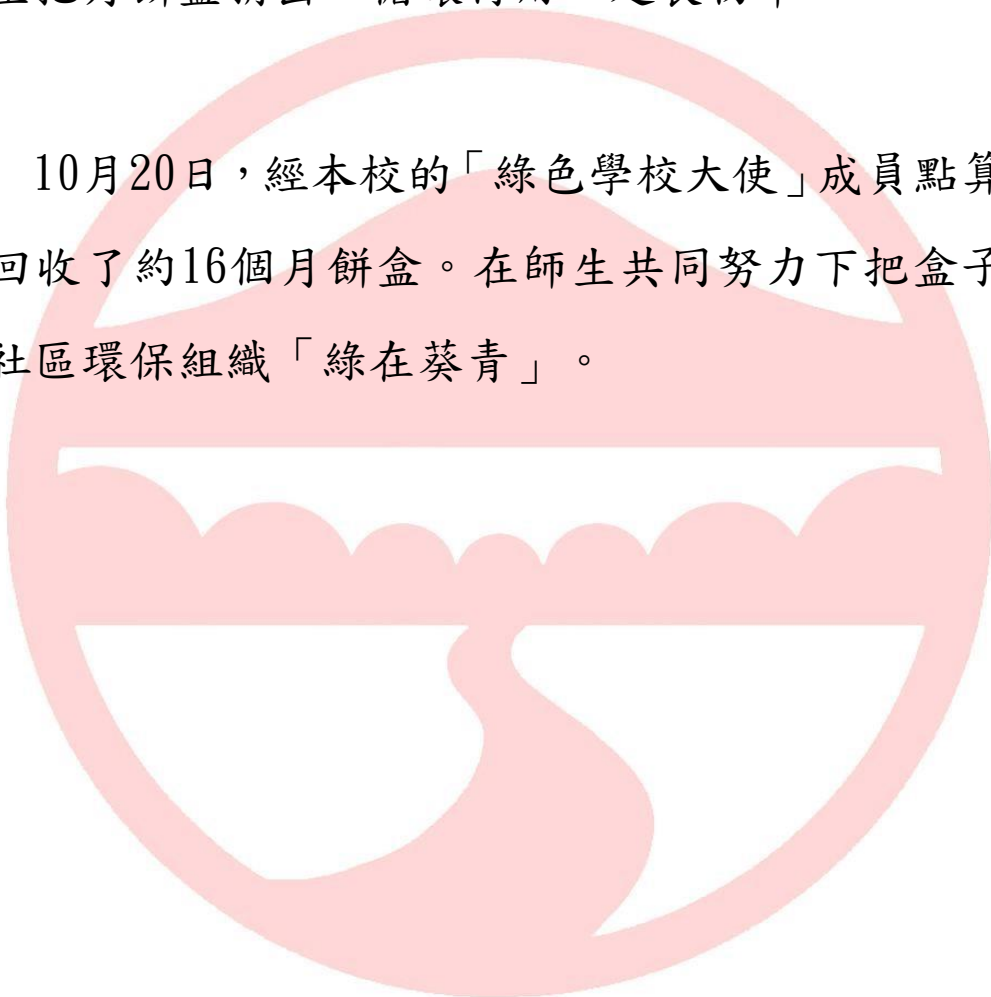 10月20日，經本校的「綠色學校大使」成員點算
回收了約16個月餅盒。在師生共同努力下把盒子
社區環保組織「綠在葵青」。